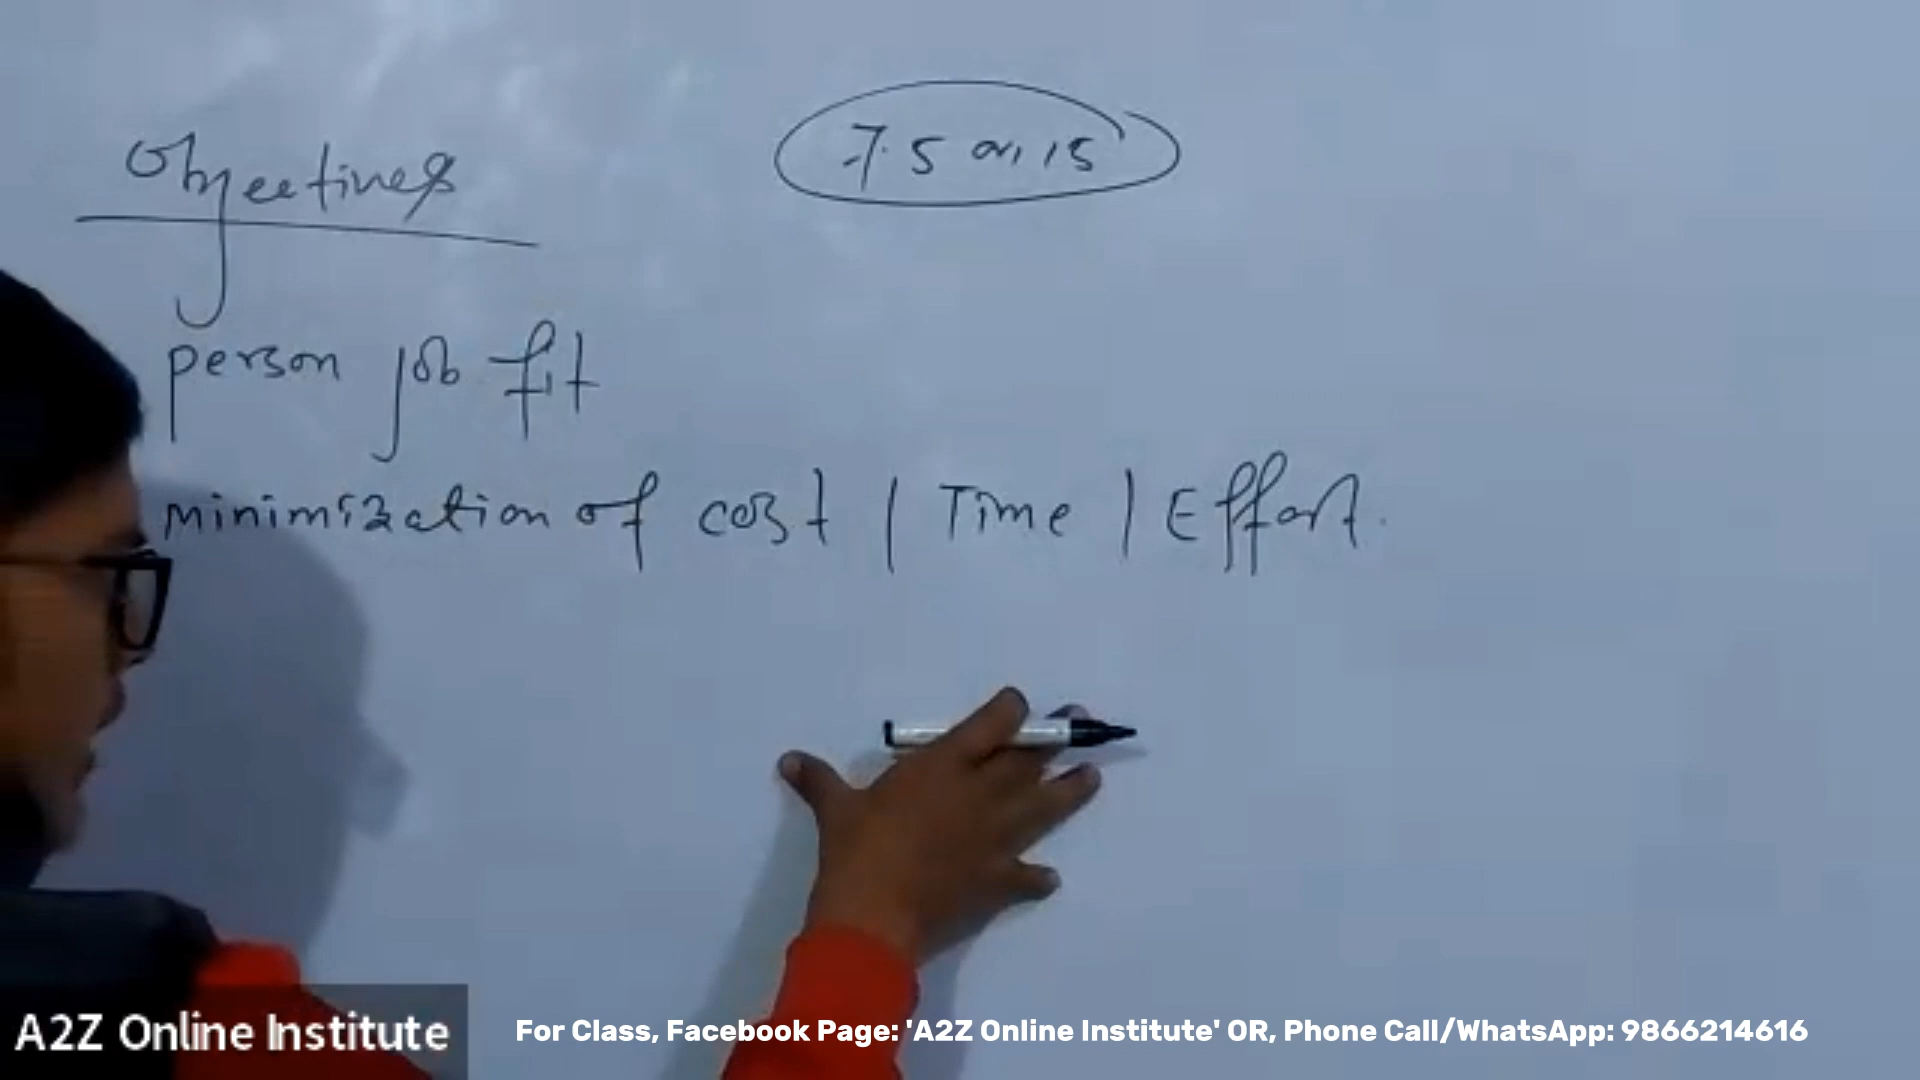 Objectives
7.5 or 15
person job fit
minimization of cost / Time / Effort.
A2Z Online Institute
For Class, Facebook Page: 'A2Z Online Institute' OR, Phone Call/WhatsApp: 9866214616